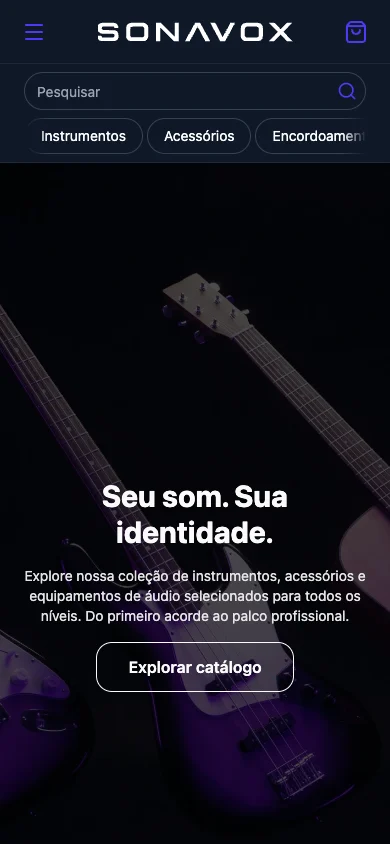 SONAVOX
Pesquisar
Instrumentos
Acessórios
Encordoament
Seu som. Sua
identidade.
Explore nossa coleção de instrumentos, acessórios e
equipamentos de áudio selecionados para todos os
níveis. Do primeiro acorde ao palco profissional.
Explorar catálogo